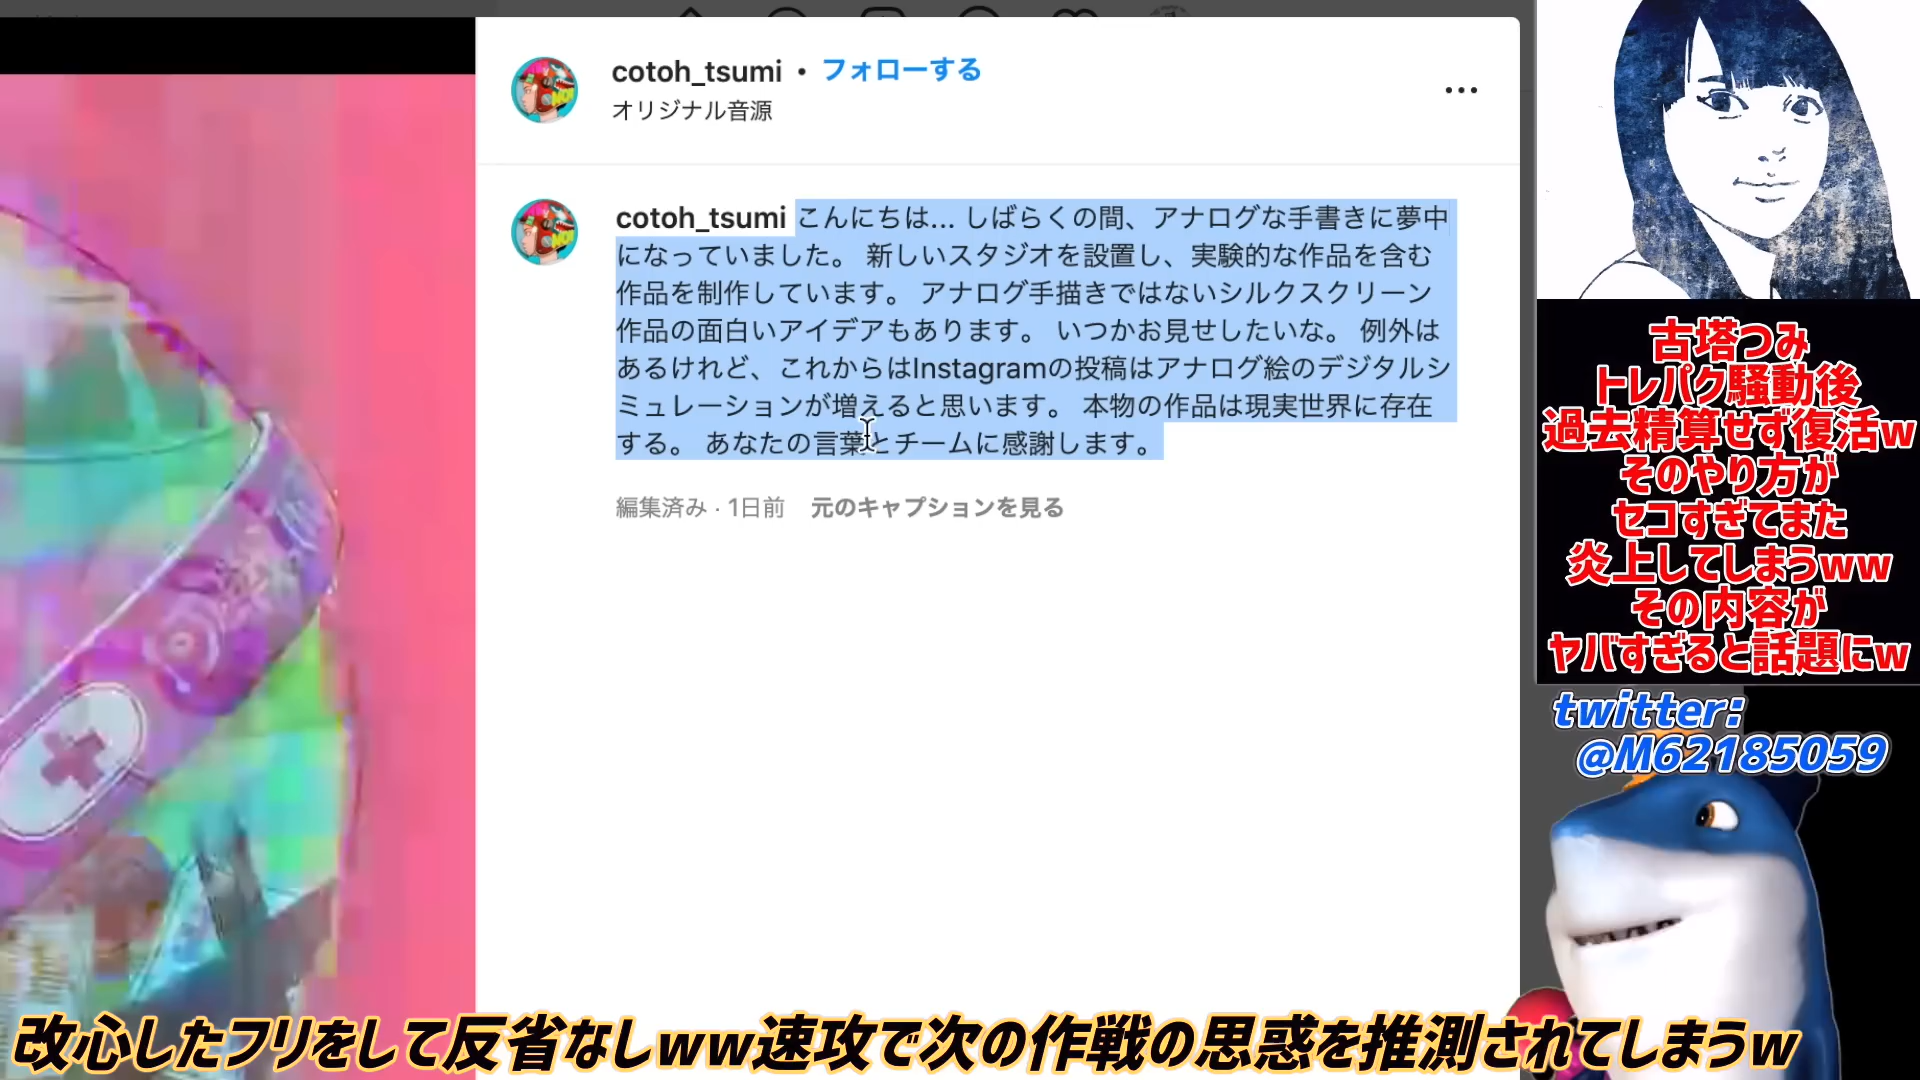 cotoh_tsumi • フォローする
オリジナル音源
cotoh_tsumi こんにちは... しばらくの間、アナログな手書きに夢中
になっていました。 新しいスタジオを設置し、実験的な作品を含む
作品を制作しています。 アナログ手描きではないシルクスクリーン
作品の面白いアイデアもあります。 いつかお見せしたいな。 例外は
あるけれど、これからはInstagramの投稿はアナログ絵のデジタルシ
ミュレーションが増えると思います。 本物の作品は現実世界に存在
する。 あなたの言葉とチームに感謝します。
編集済み · 1日前 元のキャプションを見る
古塔つみ
トレパク騒動後
過去精算せず復活w
そのやり方が
セコすぎてまた
炎上してしまうww
その内容が
ヤバすぎると話題にw
twitter:
@M62185059
改心したフリをして反省なしww速攻で次の作戦の思惑を推測されてしまうw